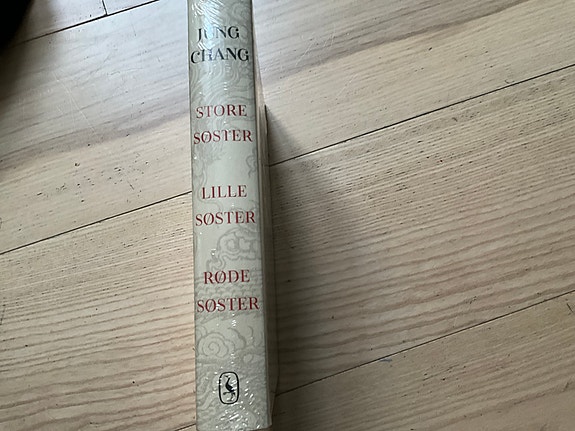 JUNG
CHANG
STORE
SØSTER
LILLE
SØSTER
RØDE
SØSTER